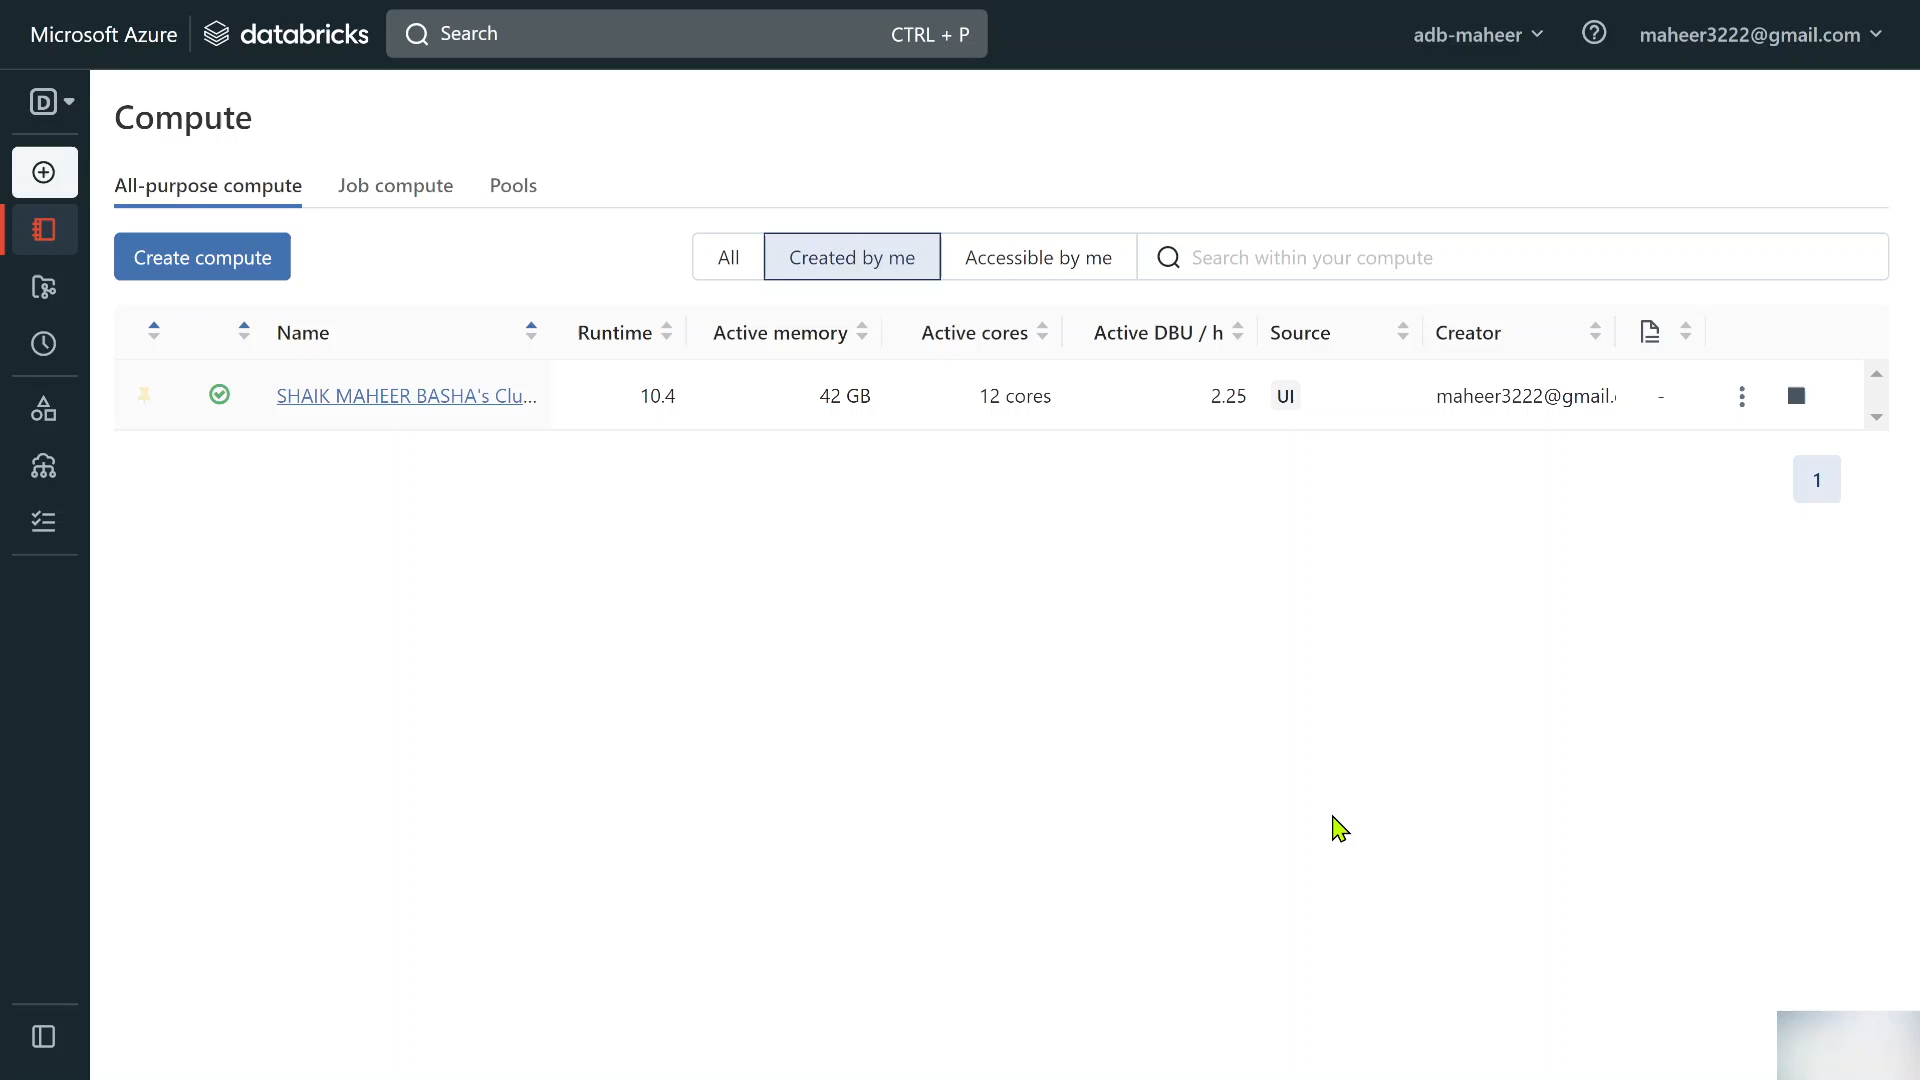 Microsoft Azure databricks Search CTRL + P adb-maheer maheer3222@gmail.com
D
Compute
All-purpose compute Job compute Pools
Create compute All Created by me Accessible by me Search within your compute
Name Runtime Active memory Active cores Active DBU / h Source Creator
SHAIK MAHEER BASHA's Clu... 10.4 42 GB 12 cores 2.25 UI maheer3222@gmail. -
1